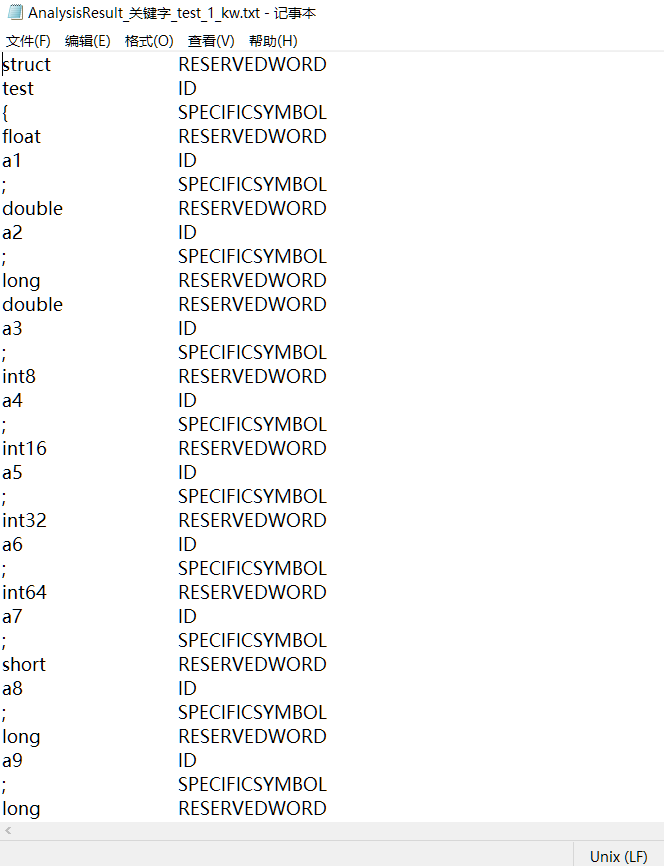 AnalysisResult_关键字_test_1_kw.txt - 记事本
文件(F) 编辑(E) 格式(O) 查看(V) 帮助(H)
struct RESERVEDWORD
test ID
{ SPECIFICSYMBOL
float RESERVEDWORD
a1 ID
; SPECIFICSYMBOL
double RESERVEDWORD
a2 ID
; SPECIFICSYMBOL
long RESERVEDWORD
double RESERVEDWORD
a3 ID
; SPECIFICSYMBOL
int8 RESERVEDWORD
a4 ID
; SPECIFICSYMBOL
int16 RESERVEDWORD
a5 ID
; SPECIFICSYMBOL
int32 RESERVEDWORD
a6 ID
; SPECIFICSYMBOL
int64 RESERVEDWORD
a7 ID
; SPECIFICSYMBOL
short RESERVEDWORD
a8 ID
; SPECIFICSYMBOL
long RESERVEDWORD
a9 ID
; SPECIFICSYMBOL
long RESERVEDWORD
Unix (LF)